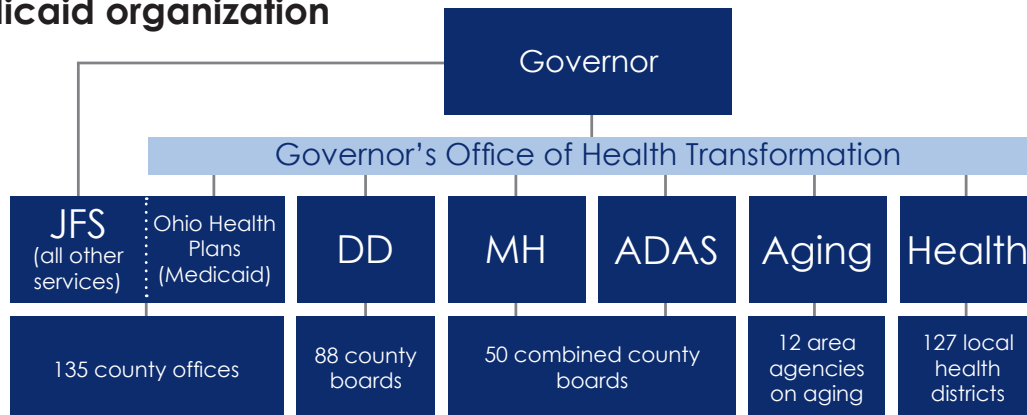 licaid organization
Governor
Governor's Office of Health Transformation
JFS
(all other
services)
Ohio Health
Plans
(Medicaid)
DD
MH
ADAS
Aging
Health
135 county offices
88 county
boards
50 combined county
boards
12 area
agencies
on aging
127 local
health
districts